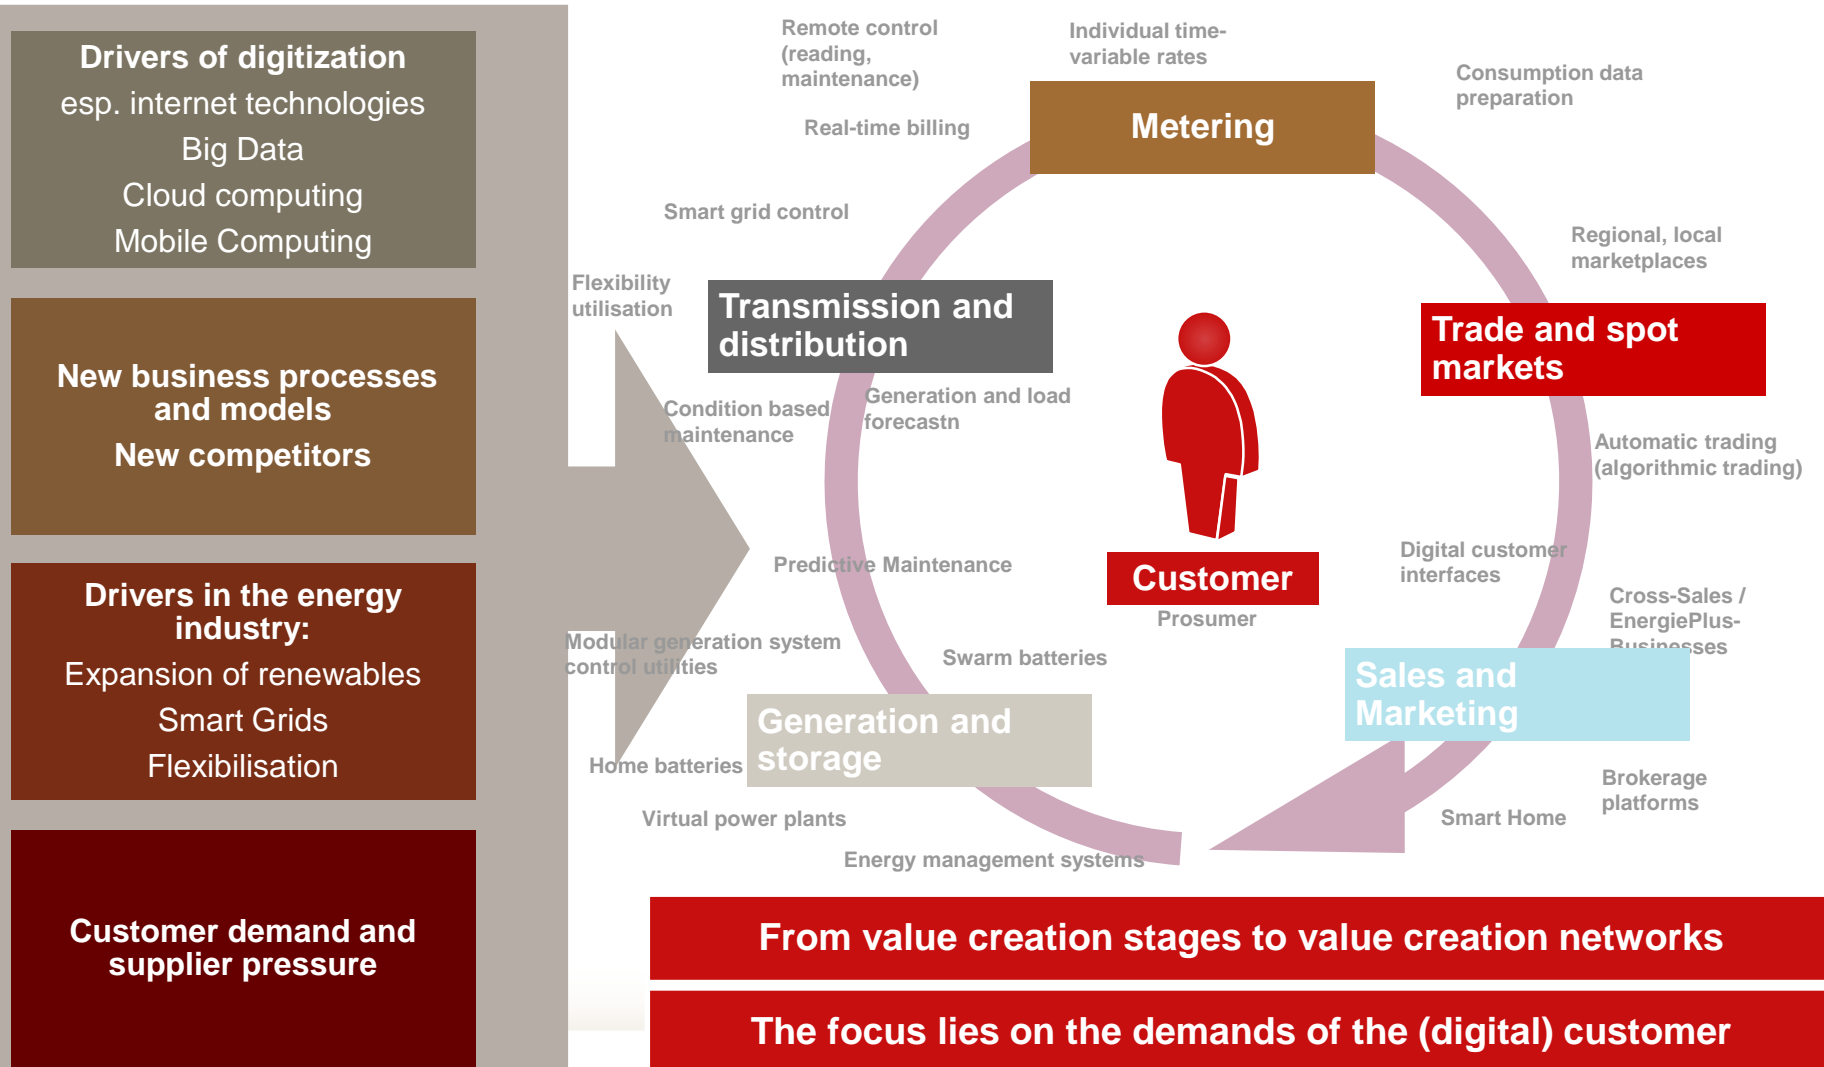 Drivers of digitization
esp. internet technologies
Big Data
Cloud computing
Mobile Computing
New business processes
and models
New competitors
Drivers in the energy
industry:
Expansion of renewables
Smart Grids
Flexibilisation
Customer demand and
supplier pressure
Remote control
(reading,
maintenance)
Individual time-
variable rates
Consumption data
preparation
Real-time billing
Metering
Smart grid control
Regional, local
marketplaces
Flexibility
utilisation
Transmission and
distribution
Trade and spot
markets
Condition based
maintenance
Generation and load
forecastn
Automatic trading
(algorithmic trading)
Predictive Maintenance
Customer
Prosumer
Digital customer
interfaces
Cross-Sales /
EnergiePlus-
Businesses
Modular generation system
control utilities
Swarm batteries
Sales and
Marketing
Generation and
storage
Home batteries
Virtual power plants
Energy management systems
Smart Home
Brokerage
platforms
From value creation stages to value creation networks
The focus lies on the demands of the (digital) customer